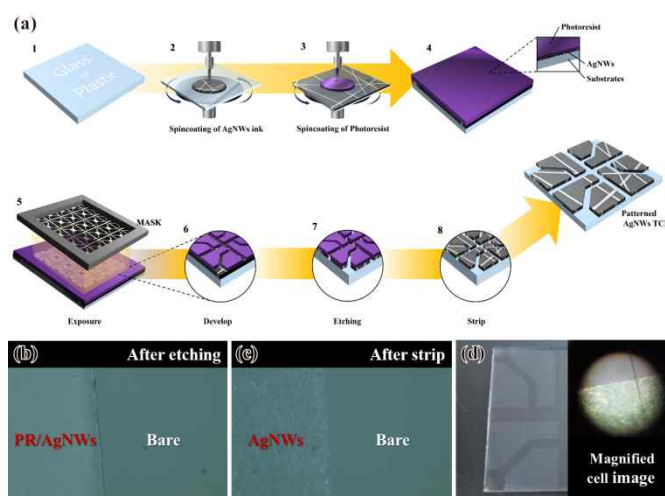 (a)
1
2
3
4
Glass
or
Plastic
Spincoating of AgNWs ink
Spincoating of Photoresist
Photoresist
AgNWs
Substrates
5
MASK
6
7
8
Patterned
AgNWs TC
Exposure
Develop
Etching
Strip
(b)
After etching
PR/AgNWs
Bare
(c)
After strip
AgNWs
Bare
(d)
Magnified
cell image